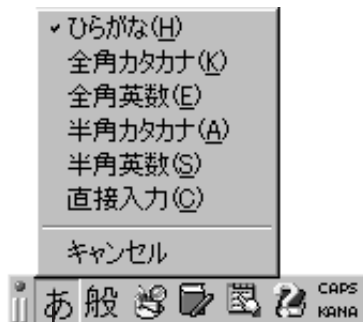 ひらがな(H)
全角カタカナ(K)
全角英数(E)
半角カタカナ(A)
半角英数(S)
直接入力(C)
キャンセル
あ 般 CAPS
KANA